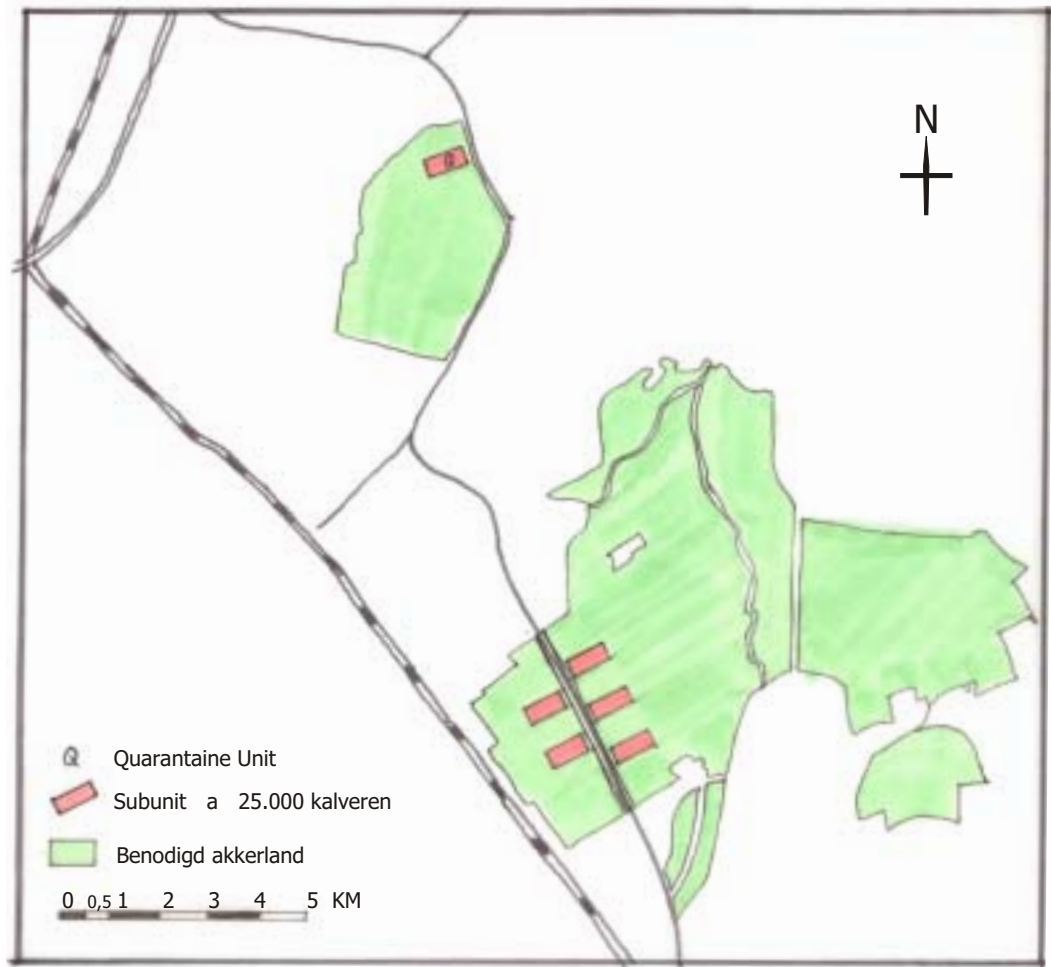 N
Q
Q Quarantaine Unit
Subunit a 25.000 kalveren
Benodigd akkerland
0 0,5 1 2 3 4 5 KM